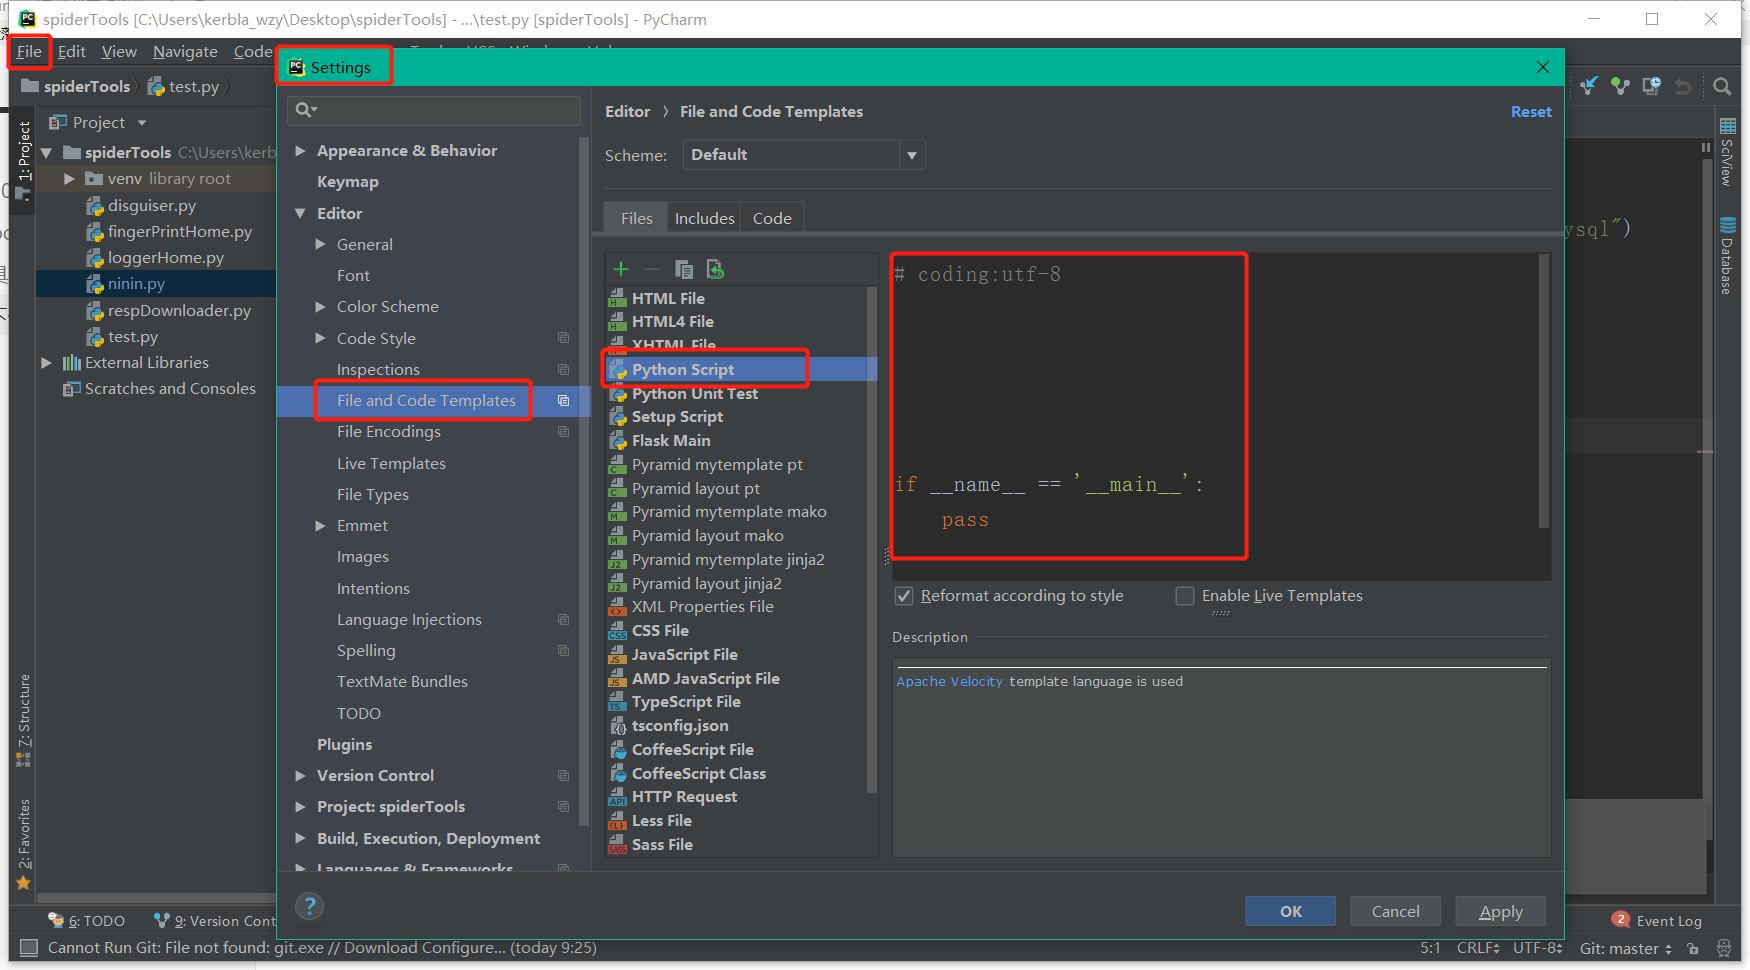 spiderTools [C:\Users\kerbla_wzy\Desktop\spiderTools] - ...\test.py [spiderTools] - PyCharm
File Edit View Navigate Code
spiderTools test.py
Project
spiderTools C:\Users\kerb
venv library root
disguiser.py
fingerPrintHome.py
loggerHome.py
ninin.py
respDownloader.py
test.py
External Libraries
Scratches and Consoles
1: Project
7: Structure
2: Favorites
Settings
Appearance & Behavior
Keymap
Editor
General
Font
Color Scheme
Code Style
Inspections
File and Code Templates
File Encodings
Live Templates
File Types
Emmet
Images
Intentions
Language Injections
Spelling
TextMate Bundles
TODO
Plugins
Version Control
Project: spiderTools
Build, Execution, Deployment
Languages & Frameworks
Editor › File and Code Templates
Reset
Scheme: Default
Files Includes Code
HTML File
HTML4 File
XHTML File
Python Script
Python Unit Test
Setup Script
Flask Main
Pyramid mytemplate pt
Pyramid layout pt
Pyramid mytemplate mako
Pyramid layout mako
Pyramid mytemplate jinja2
Pyramid layout jinja2
XML Properties File
CSS File
JavaScript File
AMD JavaScript File
TypeScript File
tsconfig.json
CoffeeScript File
CoffeeScript Class
HTTP Request
Less File
Sass File
# coding:utf-8
if __name__ == '__main__':
pass
Reformat according to style
Enable Live Templates
Description
Apache Velocity template language is used
?
OK Cancel Apply
ysql")
SciView
Database
6: TODO 9: Version Cont
2 Event Log
Cannot Run Git: File not found: git.exe // Download Configure... (today 9:25)
5:1 CRLF UTF-8 Git: master